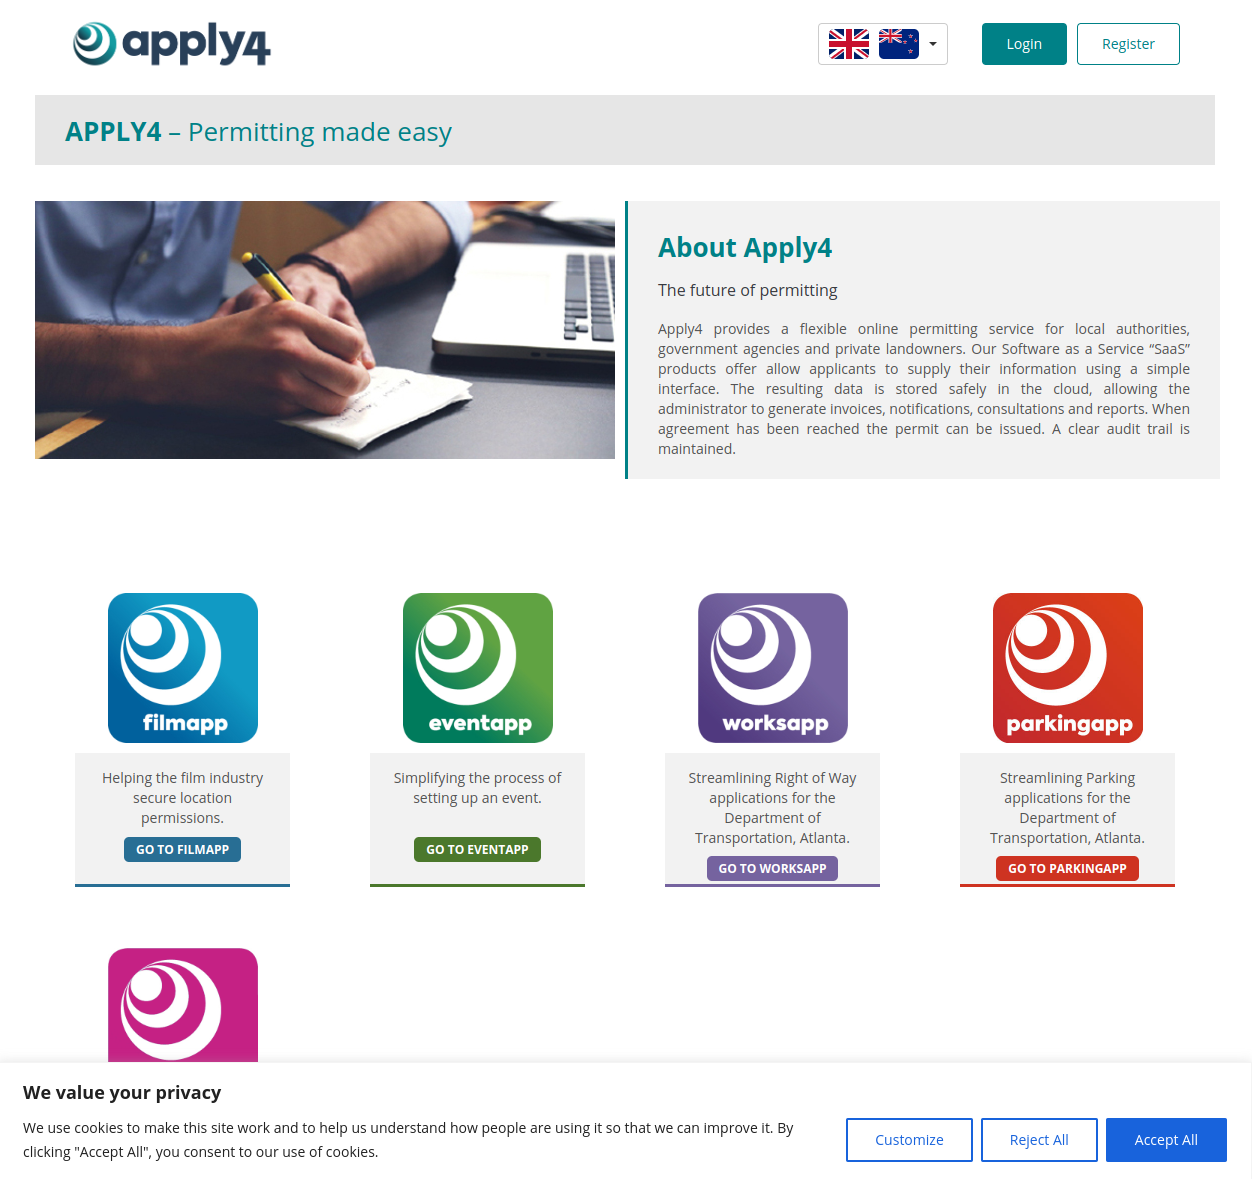 apply4
Login
Register
APPLY4 – Permitting made easy
About Apply4
The future of permitting
Apply4 provides a flexible online permitting service for local authorities,
government agencies and private landowners. Our Software as a Service “SaaS”
products offer allow applicants to supply their information using a simple
interface. The resulting data is stored safely in the cloud, allowing the
administrator to generate invoices, notifications, consultations and reports. When
agreement has been reached the permit can be issued. A clear audit trail is
maintained.
filmapp
Helping the film industry
secure location
permissions.
GO TO FILMAPP
eventapp
Simplifying the process of
setting up an event.
GO TO EVENTAPP
worksapp
Streamlining Right of Way
applications for the
Department of
Transportation, Atlanta.
GO TO WORKSAPP
parkingapp
Streamlining Parking
applications for the
Department of
Transportation, Atlanta.
GO TO PARKINGAPP
We value your privacy
We use cookies to make this site work and to help us understand how people are using it so that we can improve it. By
clicking "Accept All", you consent to our use of cookies.
Customize
Reject All
Accept All